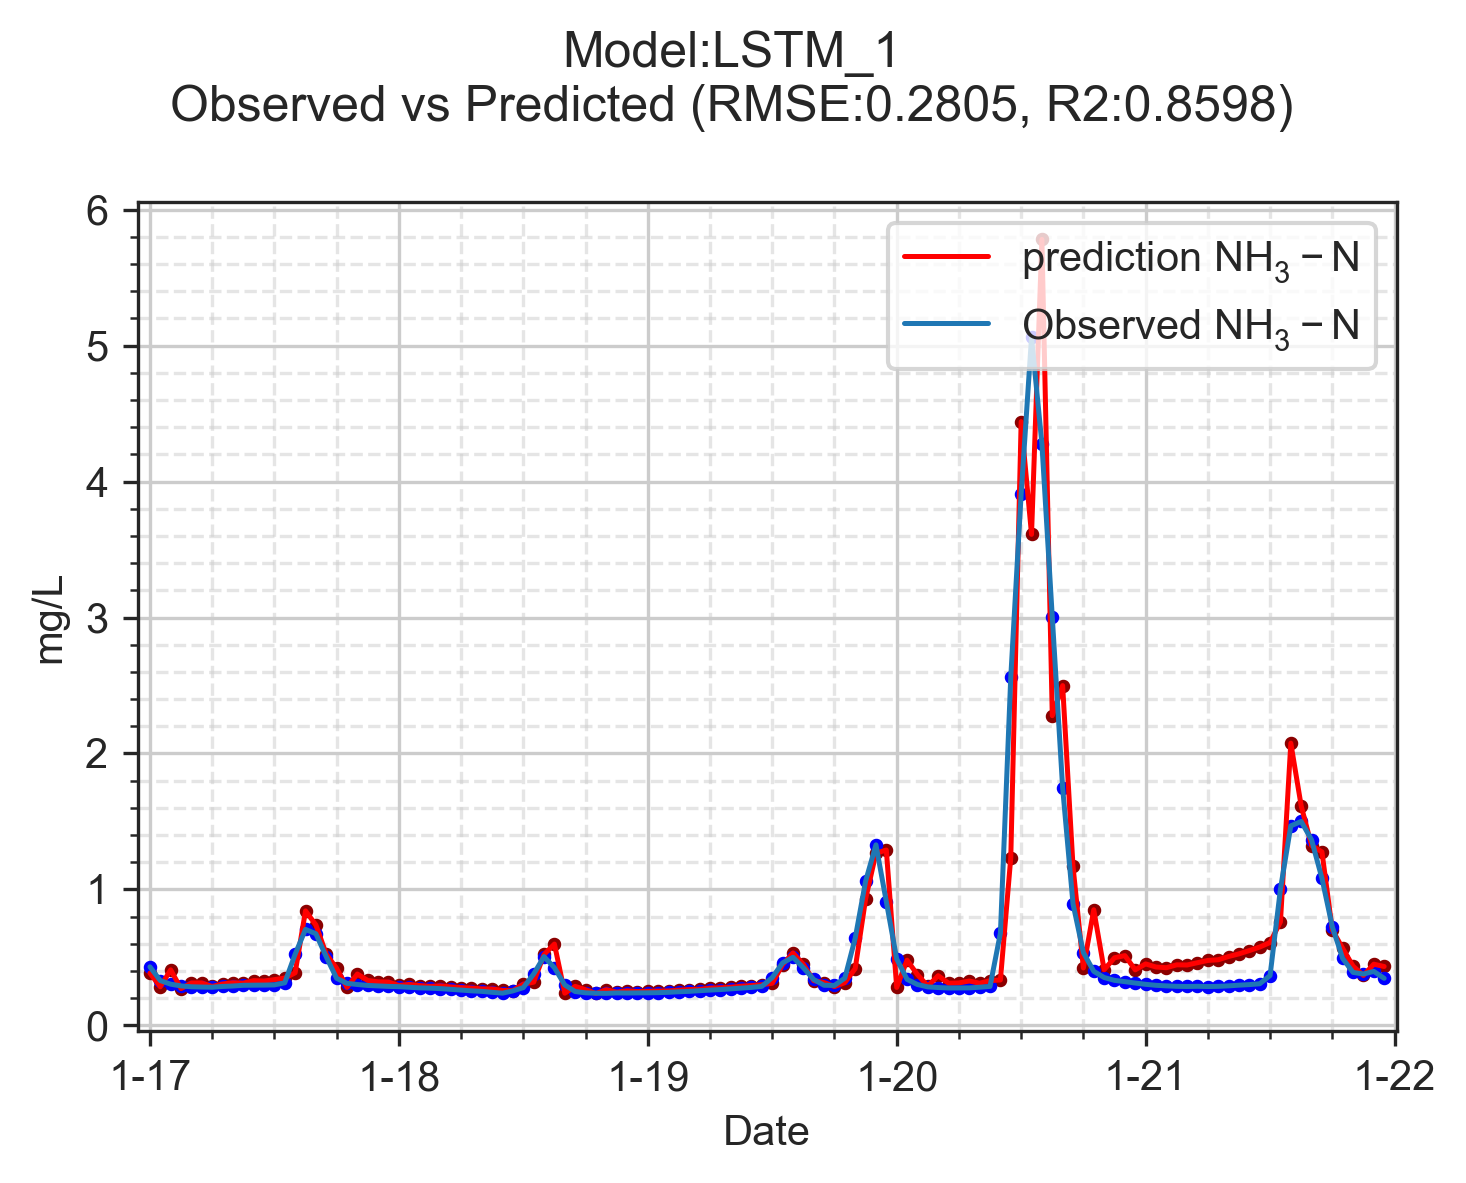 Model:LSTM_1
Observed vs Predicted (RMSE:0.2805, R2:0.8598)
prediction NH₃ − N
Observed NH₃ − N
6
5
4
3
2
1
0
mg/L
1-17 1-18 1-19 1-20 1-21 1-22
Date